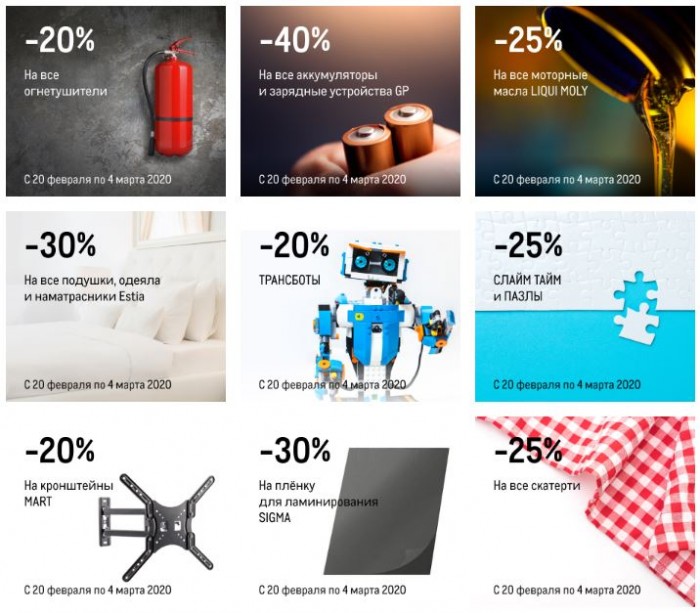 -20%
На все
огнетушители
С 20 февраля по 4 марта 2020
-40%
На все аккумуляторы
и зарядные устройства GP
С 20 февраля по 4 марта 2020
-25%
На все моторные
масла LIQUI MOLY
С 20 февраля по 4 марта 2020
-30%
На все подушки, одеяла
и наматрасники Estia
С 20 февраля по 4 марта 2020
-20%
ТРАНСБОТЫ
С 20 февраля по 4 марта 2020
-25%
СЛАЙМ ТАЙМ
и ПАЗЛЫ
С 20 февраля по 4 марта 2020
-20%
На кронштейны
MART
С 20 февраля по 4 марта 2020
-30%
На плёнку
для ламинирования
SIGMA
С 20 февраля по 4 марта 2020
-25%
На все скатерти
С 20 февраля по 4 марта 2020